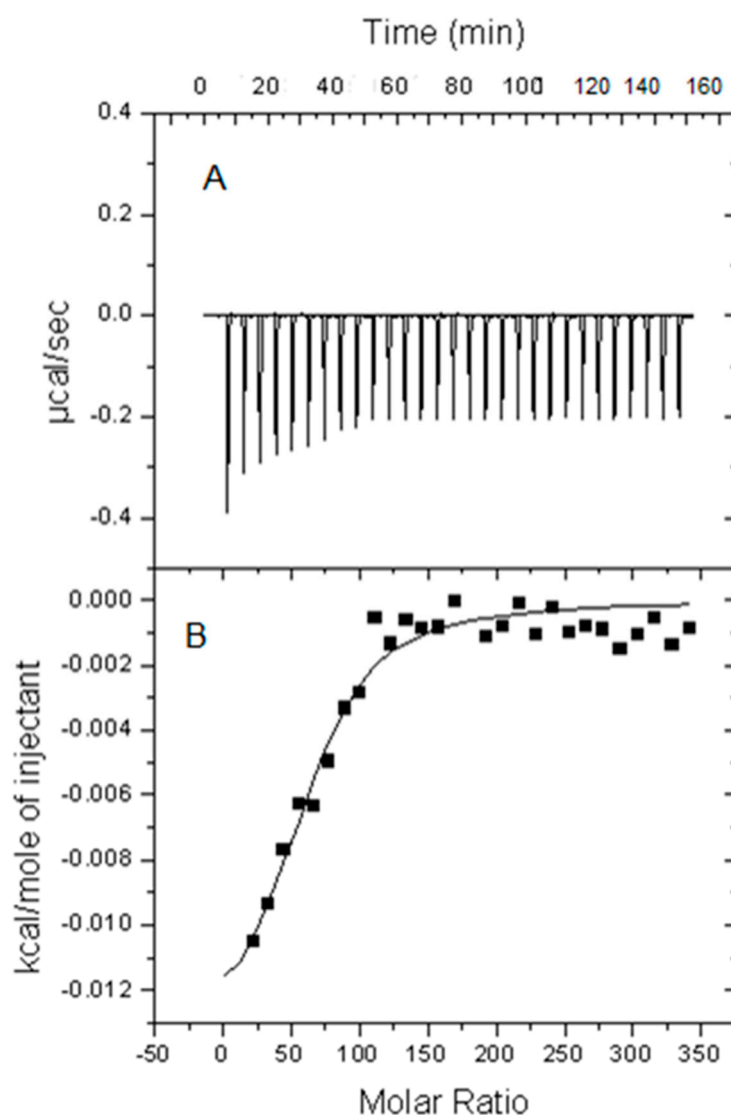 Time (min)
0 20 40 60 80 100 120 140 160
A
0.4
0.2
0.0
-0.2
-0.4
µcal/sec
B
0.000
-0.002
-0.004
-0.006
-0.008
-0.010
-0.012
kcal/mole of injectant
-50 0 50 100 150 200 250 300 350
Molar Ratio